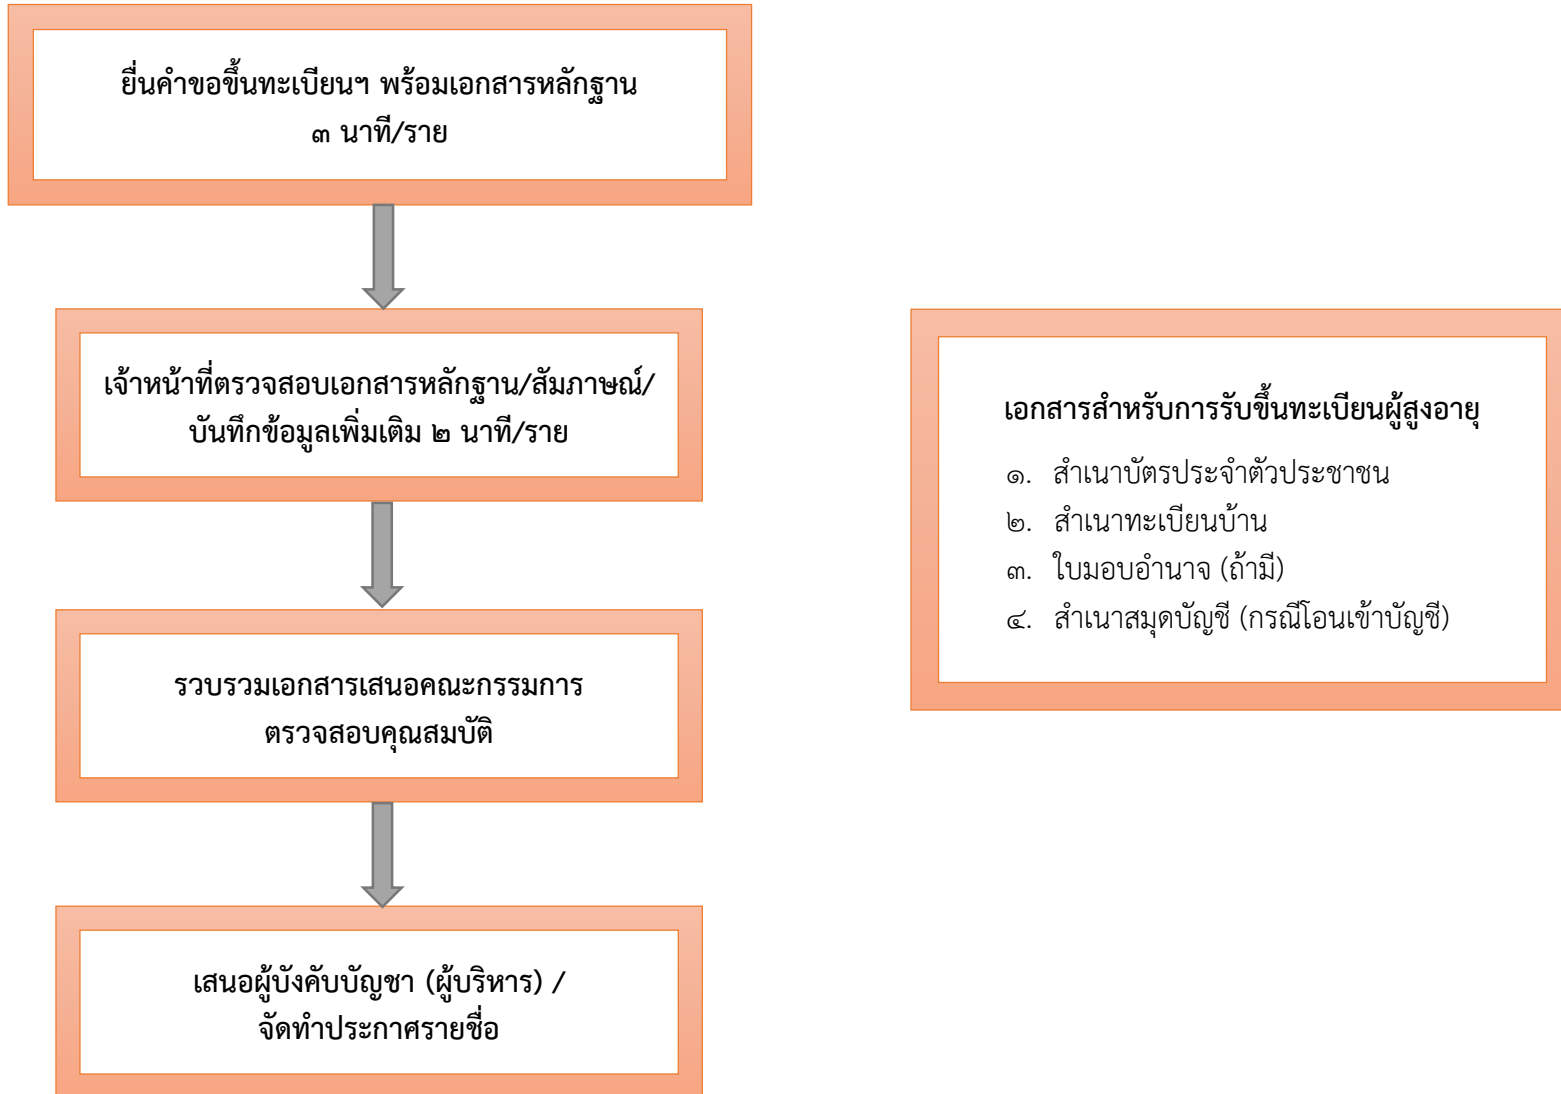 ยื่นคำขอขึ้นทะเบียนฯ พร้อมเอกสารหลักฐาน
๓ นาที/ราย
เจ้าหน้าที่ตรวจสอบเอกสารหลักฐาน/สัมภาษณ์/
บันทึกข้อมูลเพิ่มเติม ๒ นาที/ราย
รวบรวมเอกสารเสนอคณะกรรมการ
ตรวจสอบคุณสมบัติ
เสนอผู้บังคับบัญชา (ผู้บริหาร) /
จัดทำประกาศรายชื่อ
เอกสารสำหรับการรับขึ้นทะเบียนผู้สูงอายุ
๑. สำเนาบัตรประจำตัวประชาชน
๒. สำเนาทะเบียนบ้าน
๓. ใบมอบอำนาจ (ถ้ามี)
๔. สำเนาสมุดบัญชี (กรณีโอนเข้าบัญชี)